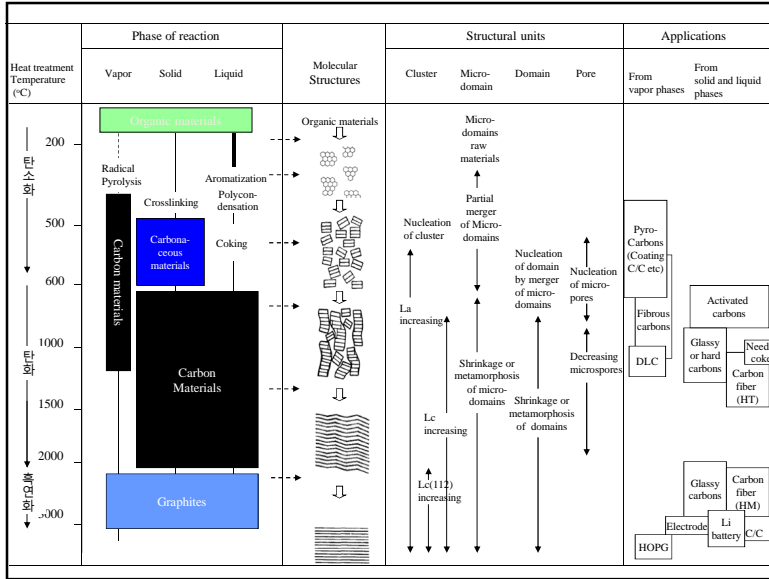 Phase of reaction
Structural units
Applications
Heat treatment
Temperature
(°C)
Vapor
Solid
Liquid
Molecular
Structures
Cluster
Micro-
domain
Domain
Pore
From
vapor phases
From
solid and liquid
phases
Organic materials
Organic materials
탄소화
탄화
흑연화
200
500
600
1000
1500
2000
Radical
Pyrolysis
Crosslinking
Aromatization
Polycon-
densation
Coking
Carbon materials
Carbona-
ceous
materials
Carbon
Materials
Graphites
Nucleation
of cluster
La
increasing
Lc
increasing
Lc(112)
increasing
Micro-
domains
raw
materials
Partial
merger
of Micro-
Domains
Shrinkage or
metamorphosis
of micro-
domains
Nucleation
of domain
by merger
of micro-
domains
Shrinkage or
metamorphosis
of domains
Nucleation
of micro-
pores
Decreasing
microspores
Pyro-
Carbons
(Coating
C/C etc)
Fibrous
carbons
DLC
Activated
carbons
Glassy
or hard
carbons
Need
coke
Carbon
fiber
(HT)
Glassy
carbons
Carbon
fiber
(HM)
Electrode
Li
battery
C/C
HOPG